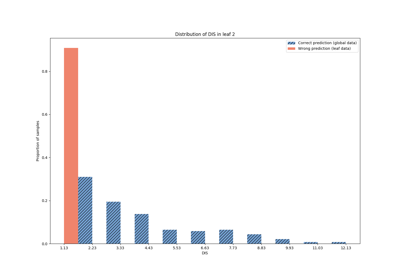 Distribution of DIS in leaf 2
Correct prediction (global data)
Wrong prediction (leaf data)
Proportion of samples
0.8
0.6
0.4
0.2
0.0
1.13 2.23 3.33 4.43 5.53 6.63 7.73 8.83 9.93 11.03 12.13
DIS